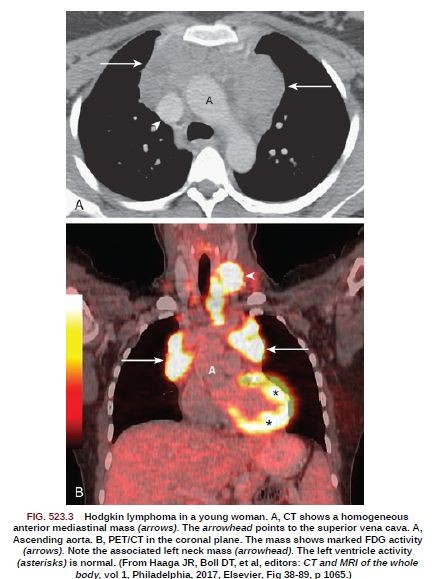 A
A
A
B
* 
*
FIG. 523.3 Hodgkin lymphoma in a young woman. A, CT shows a homogeneous
anterior mediastinal mass (arrows). The arrowhead points to the superior vena cava. A,
Ascending aorta. B, PET/CT in the coronal plane. The mass shows marked FDG activity
(arrows). Note the associated left neck mass (arrowhead). The left ventricle activity
(asterisks) is normal. (From Haaga JR, Boll DT, et al, editors: CT and MRI of the whole
body, vol 1, Philadelphia, 2017, Elsevier, Fig 38-89, p 1065.)